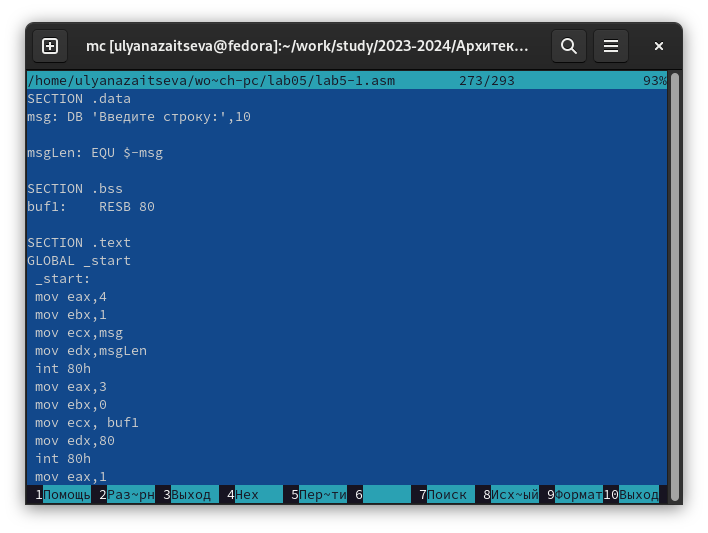 mc [ulyanazaitseva@fedora]:~/work/study/2023-2024/Архитек...
/home/ulyanazaitseva/wo~ch-pc/lab05/lab5-1.asm 273/293 93%
SECTION .data
msg: DB 'Введите строку:',10
msgLen: EQU $-msg
SECTION .bss
buf1: RESB 80
SECTION .text
GLOBAL _start
_start:
mov eax,4
mov ebx,1
mov ecx,msg
mov edx,msgLen
int 80h
mov eax,3
mov ebx,0
mov ecx, buf1
mov edx,80
int 80h
mov eax,1
1Помощь 2Раз~рн 3Выход 4Hex 5Пер~ти 6 7Поиск 8Исх~ый 9Формат 10Выход